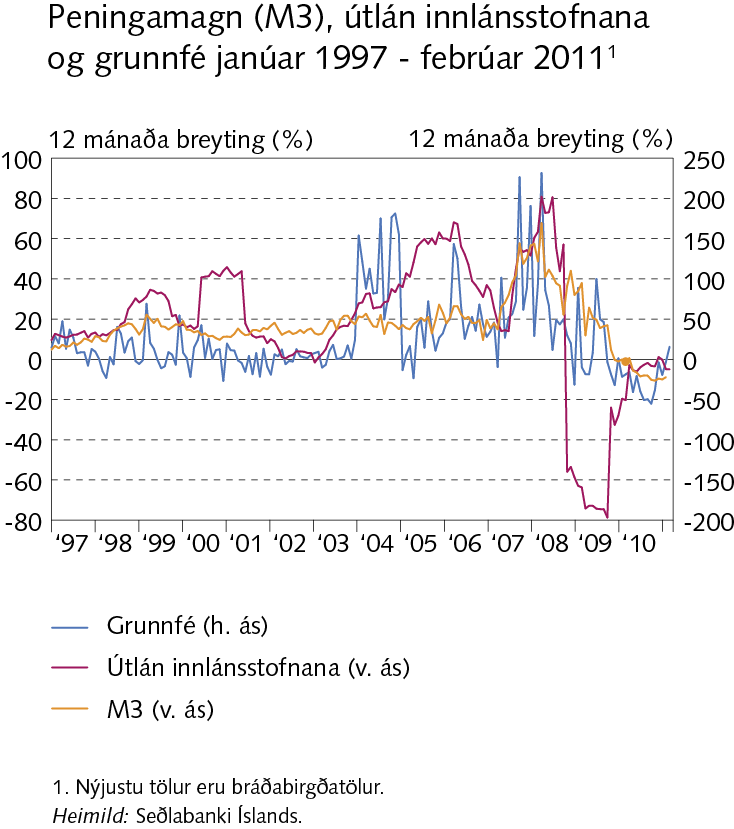 Peningamagn (M3), útlán innlánsstofnana
og grunnfé janúar 1997 - febrúar 2011¹
12 mánaða breyting (%) 12 mánaða breyting (%)
100 250
80 200
60 150
40 100
20 50
0 0
-20 -50
-40 -100
-60 -150
-80 -200
‘97 ‘98 ‘99 ‘00 ‘01 ‘02 ‘03 ‘04 ‘05 ‘06 ‘07 ‘08 ‘09 ‘10
Grunnfé (h. ás)
Útlán innlánsstofnana (v. ás)
M3 (v. ás)
1. Nýjustu tölur eru bráðabirgðatölur.
Heimild: Seðlabanki Íslands.